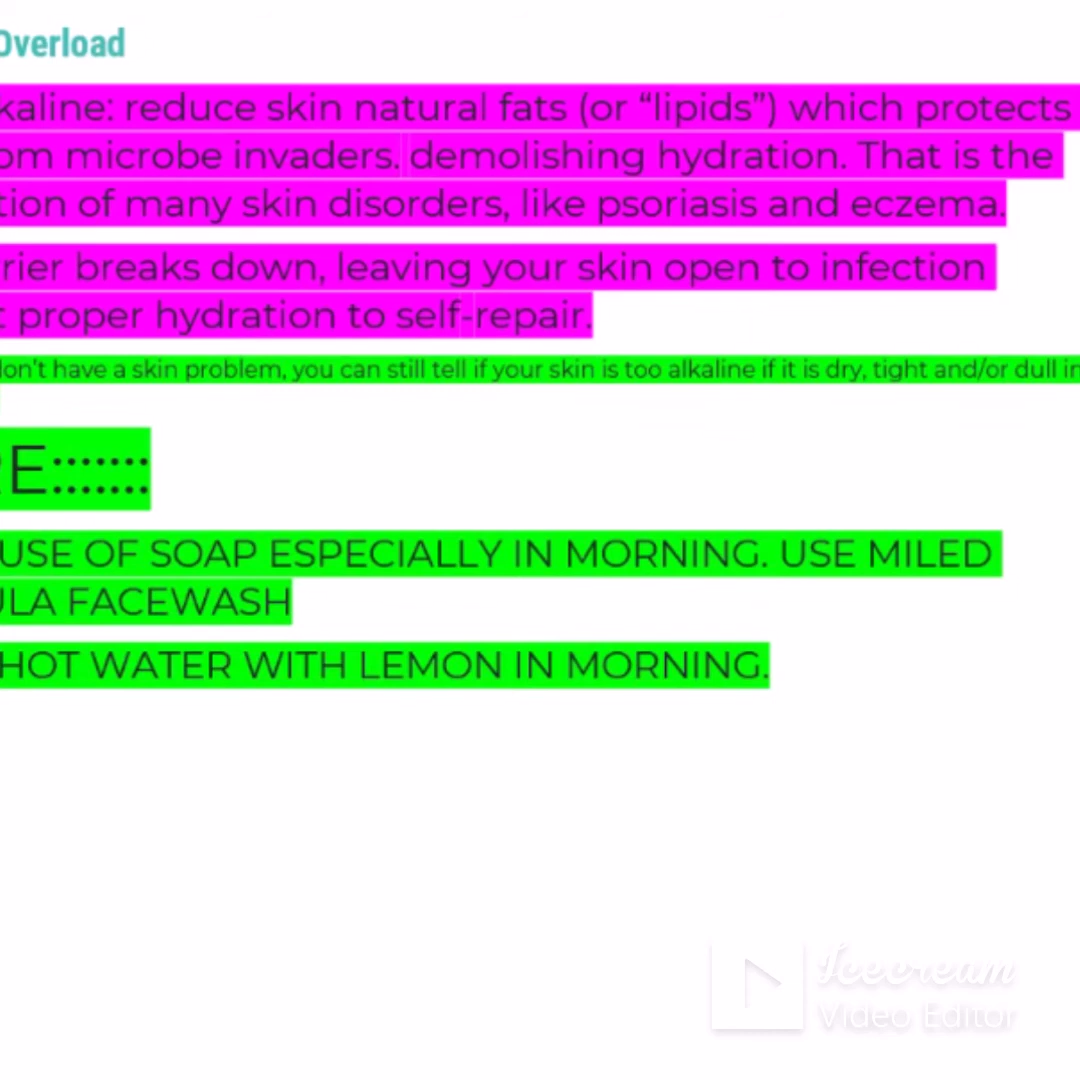 Overload
kaline: reduce skin natural fats (or “lipids”) which protects
om microbe invaders. demolishing hydration. That is the
tion of many skin disorders, like psoriasis and eczema.
rier breaks down, leaving your skin open to infection
t proper hydration to self-repair.
don't have a skin problem, you can still tell if your skin is too alkaline if it is dry, tight and/or dull in
RE:::::::
USE OF SOAP ESPECIALLY IN MORNING. USE MILED
ULA FACEWASH
HOT WATER WITH LEMON IN MORNING.
Icecream
Video Editor